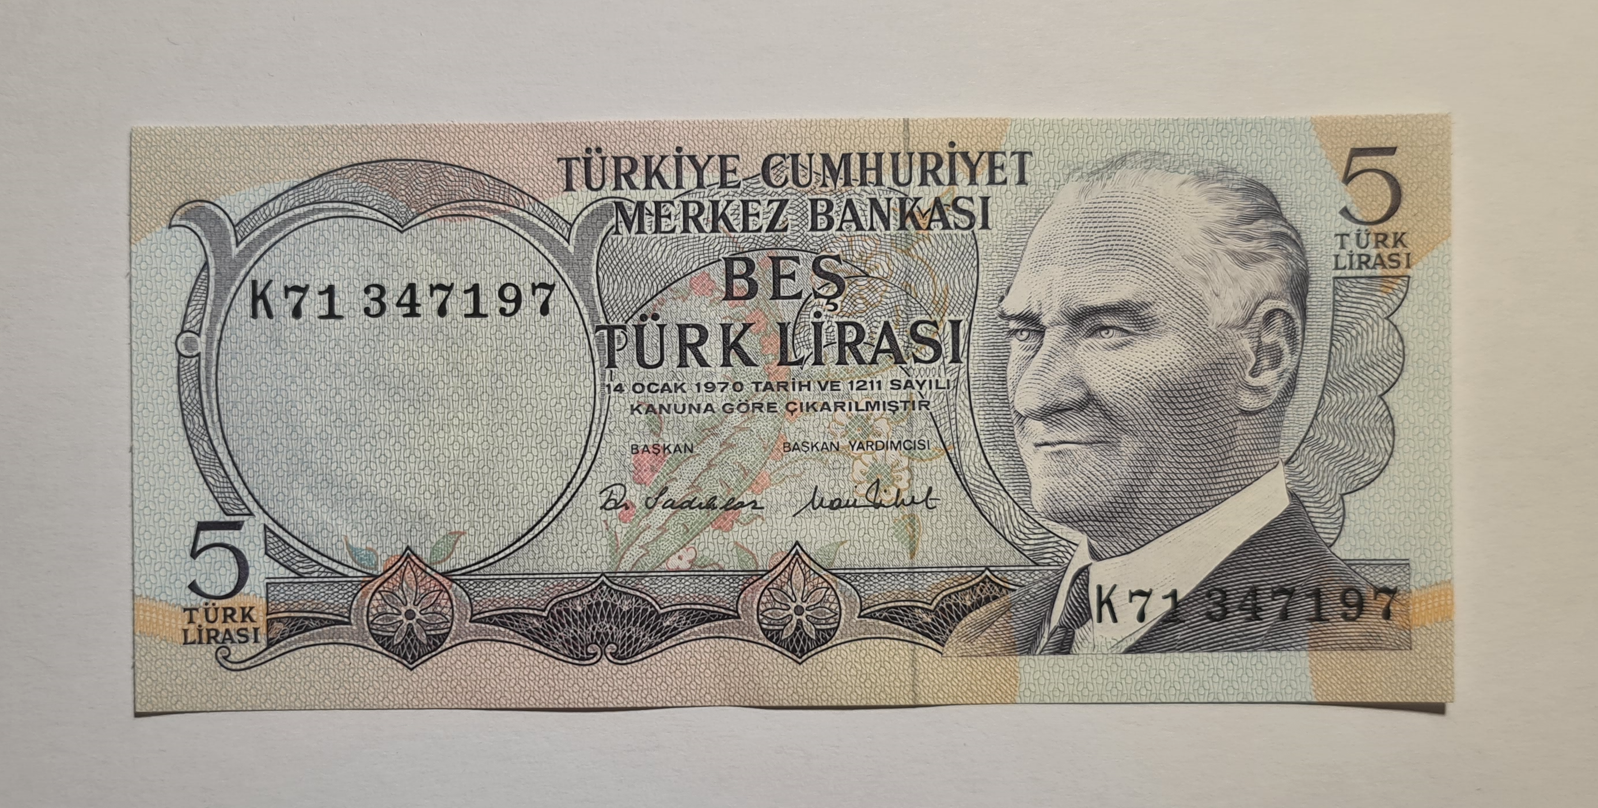 TÜRKİYE CUMHURİYET
MERKEZ BANKASI
5
TÜRK
LİRASI
BEŞ
TÜRK LİRASI
K71 347197
14 OCAK 1970 TARİH VE 1211 SAYILI
KANUNA GÖRE ÇIKARILMIŞTIR
BAŞKAN
BAŞKAN YARDIMCISI
5
TÜRK
LİRASI
K71 347197